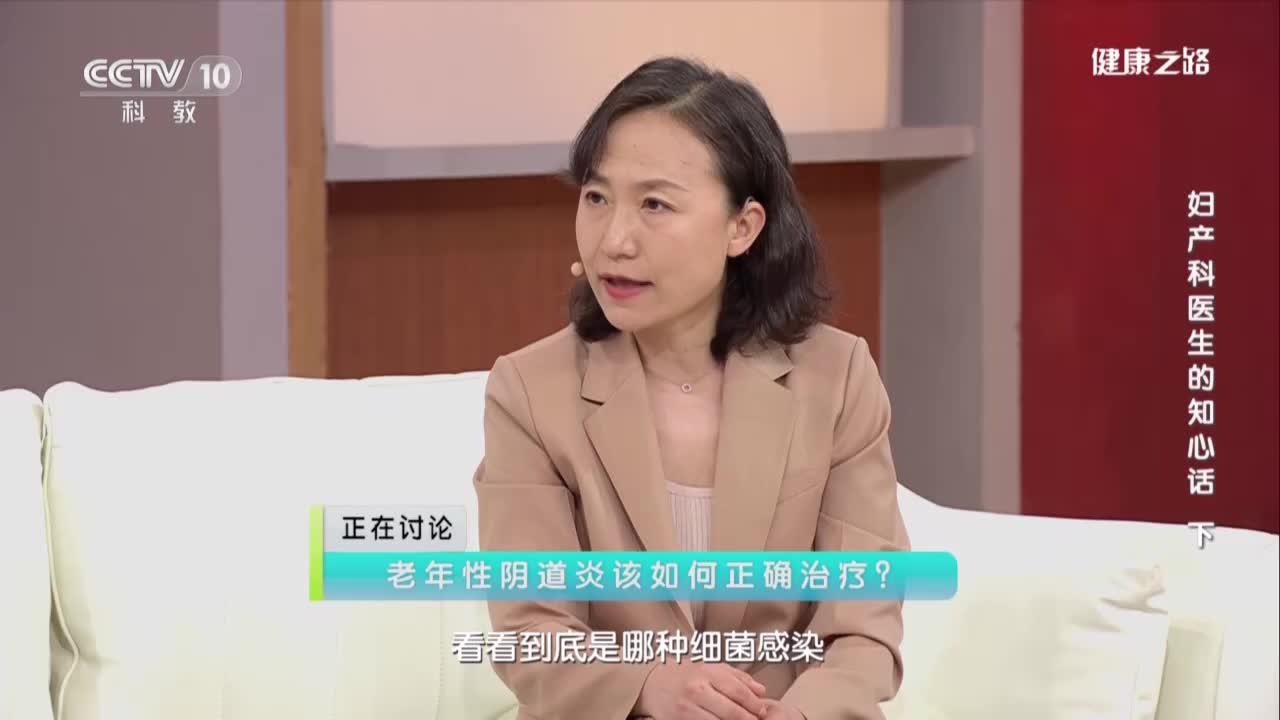 CCTV 10
科教
健康之路
妇产科医生的知心话 下
正在讨论
老年性阴道炎该如何正确治疗？
看看到底是哪种细菌感染